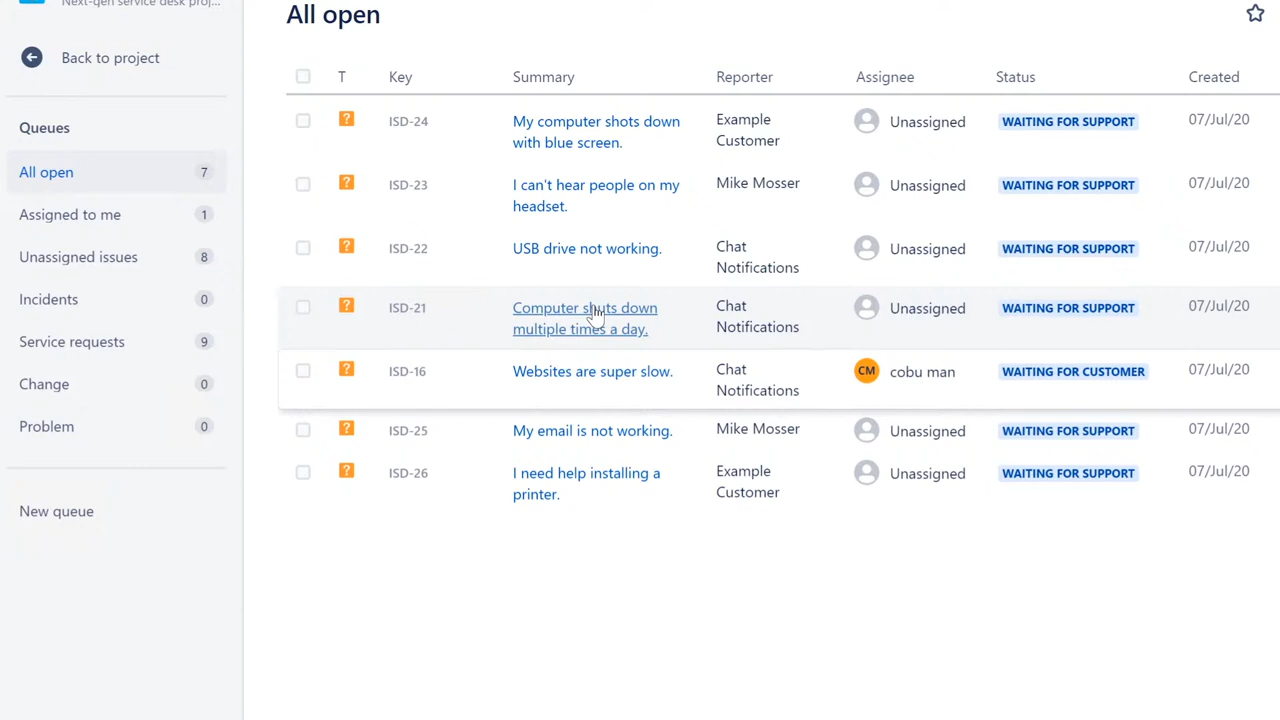 Next-gen service desk proj...
All open
Back to project
T Key Summary Reporter Assignee Status Created
Queues
All open 7
Assigned to me 1
Unassigned issues 8
Incidents 0
Service requests 9
Change 0
Problem 0
New queue
? ISD-24 My computer shots down Example Unassigned WAITING FOR SUPPORT 07/Jul/20
with blue screen. Customer
? ISD-23 I can't hear people on my Mike Mosser Unassigned WAITING FOR SUPPORT 07/Jul/20
headset.
? ISD-22 USB drive not working. Chat Unassigned WAITING FOR SUPPORT 07/Jul/20
Notifications
? ISD-21 Computer shuts down Chat Unassigned WAITING FOR SUPPORT 07/Jul/20
multiple times a day. Notifications
? ISD-16 Websites are super slow. Chat CM cobu man WAITING FOR CUSTOMER 07/Jul/20
Notifications
? ISD-25 My email is not working. Mike Mosser Unassigned WAITING FOR SUPPORT 07/Jul/20
? ISD-26 I need help installing a Example Unassigned WAITING FOR SUPPORT 07/Jul/20
printer. Customer